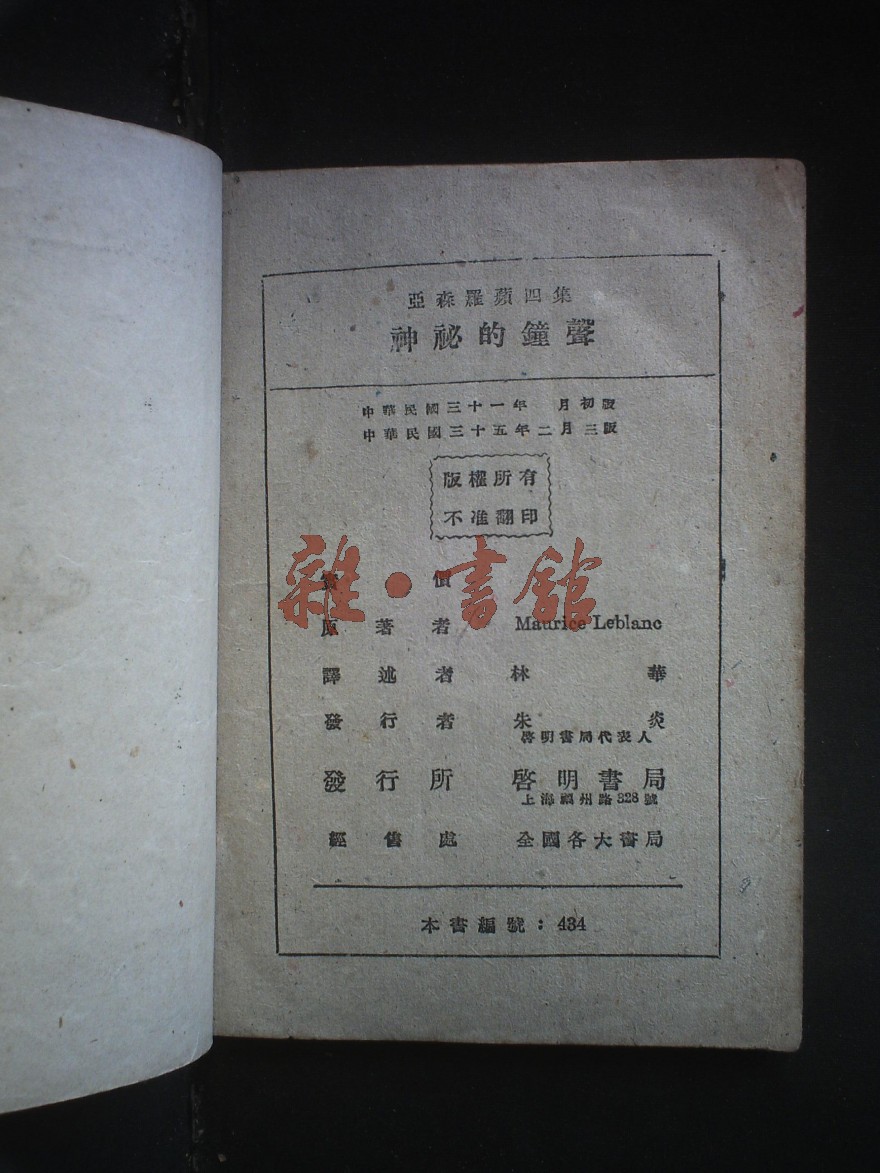 亞森羅蘋四集
神祕的鐘聲
中華民國三十一年 月初版
中華民國三十五年二月三版
版權所有
不准翻印
雜·書館
實價
原著者 Maurice Leblanc
譯述者 林華
發行者 朱炎
啓明書局代表人
發行所 啓明書局
上海福州路328號
經售處 全國各大書局
本書編號：434
8